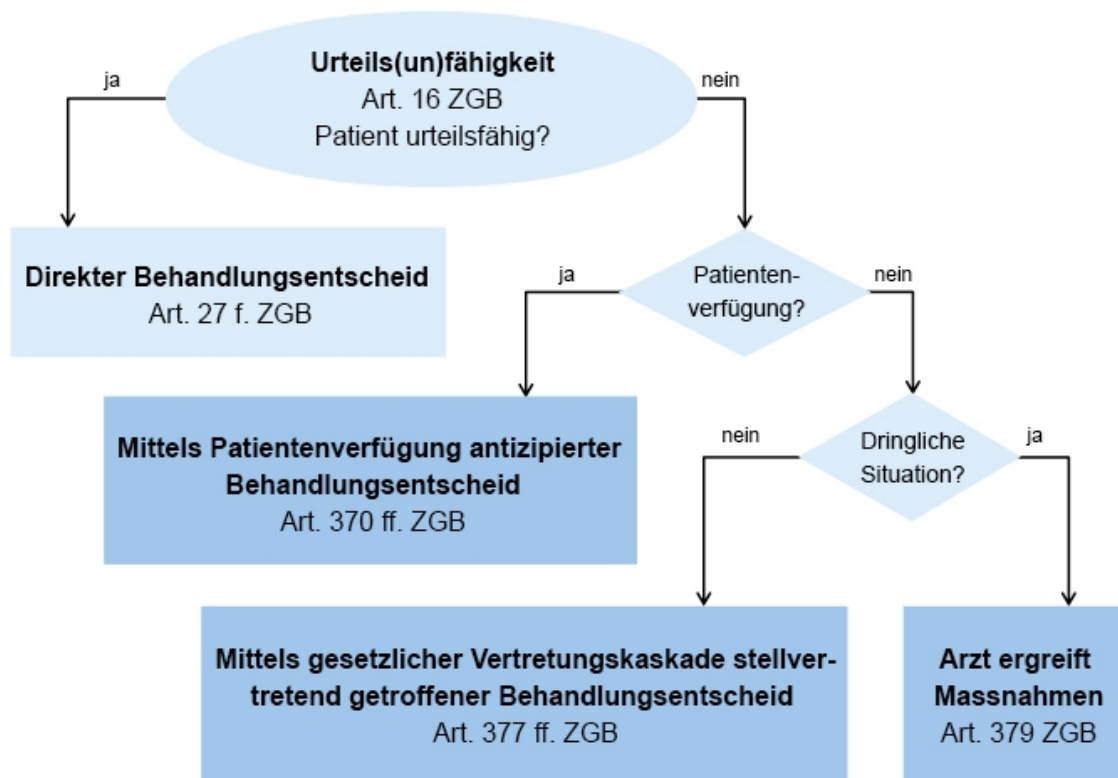 Urteils(un)fähigkeit
Art. 16 ZGB
Patient urteilsfähig?
ja
nein
Direkter Behandlungsentscheid
Art. 27 f. ZGB
Patienten-
verfügung?
ja
nein
Mittels Patientenverfügung antizipierter
Behandlungsentscheid
Art. 370 ff. ZGB
Dringliche
Situation?
nein
ja
Mittels gesetzlicher Vertretungskaskade stellver-
tretend getroffener Behandlungsentscheid
Art. 377 ff. ZGB
Arzt ergreift
Massnahmen
Art. 379 ZGB